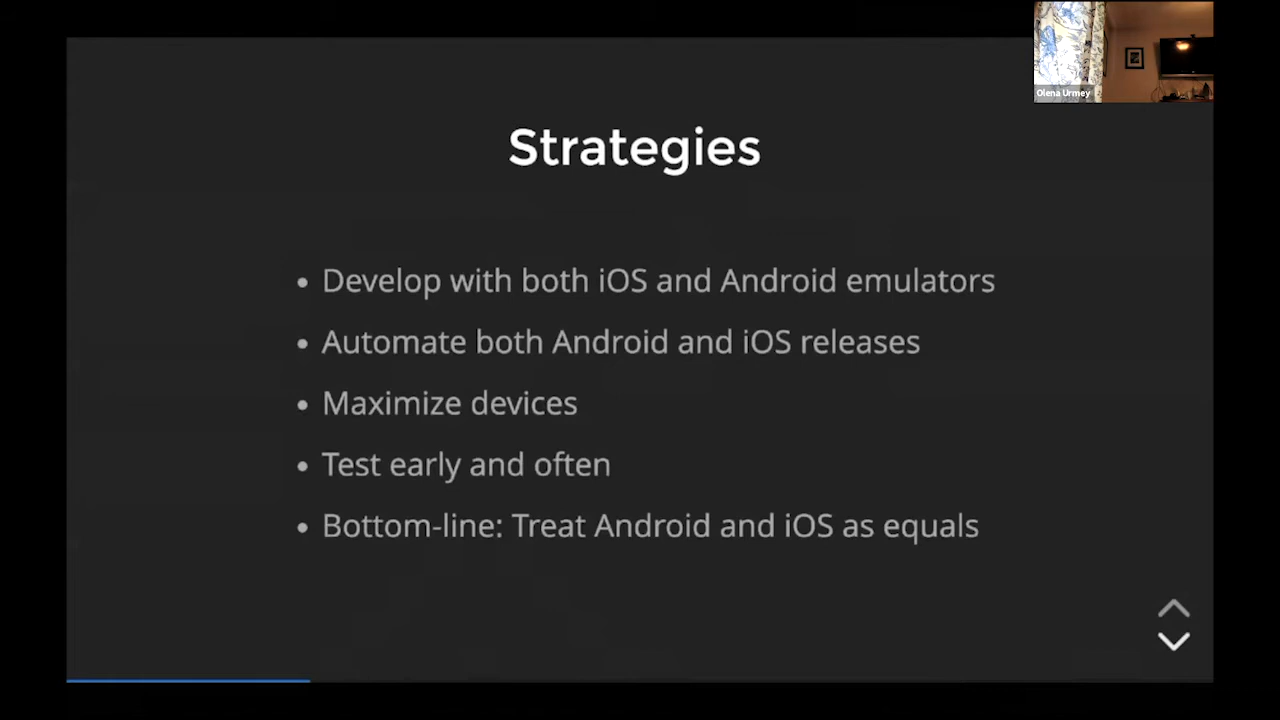 Olena Urmey
Strategies
• Develop with both iOS and Android emulators
• Automate both Android and iOS releases
• Maximize devices
• Test early and often
• Bottom-line: Treat Android and iOS as equals